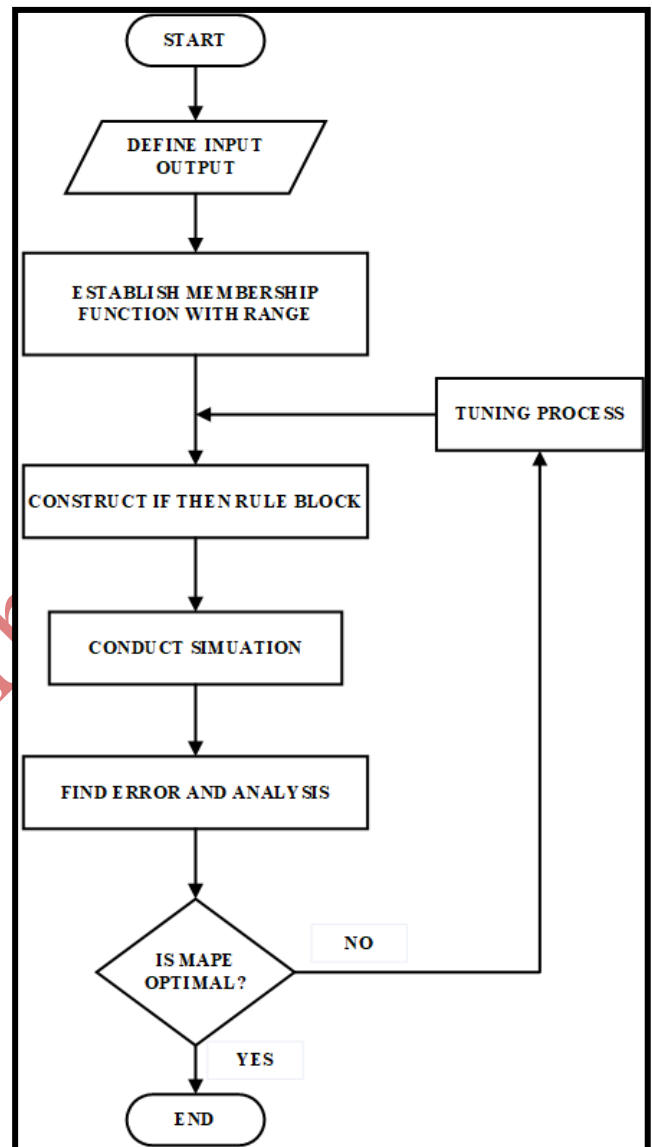 START
DEFINE INPUT
OUTPUT
ESTABLISH MEMBERSHIP
FUNCTION WITH RANGE
TUNING PROCESS
CONSTRUCT IF THEN RULE BLOCK
CONDUCT SIMUATION
FIND ERROR AND ANALYSIS
IS MAPE
OPTIMAL?
NO
YES
END